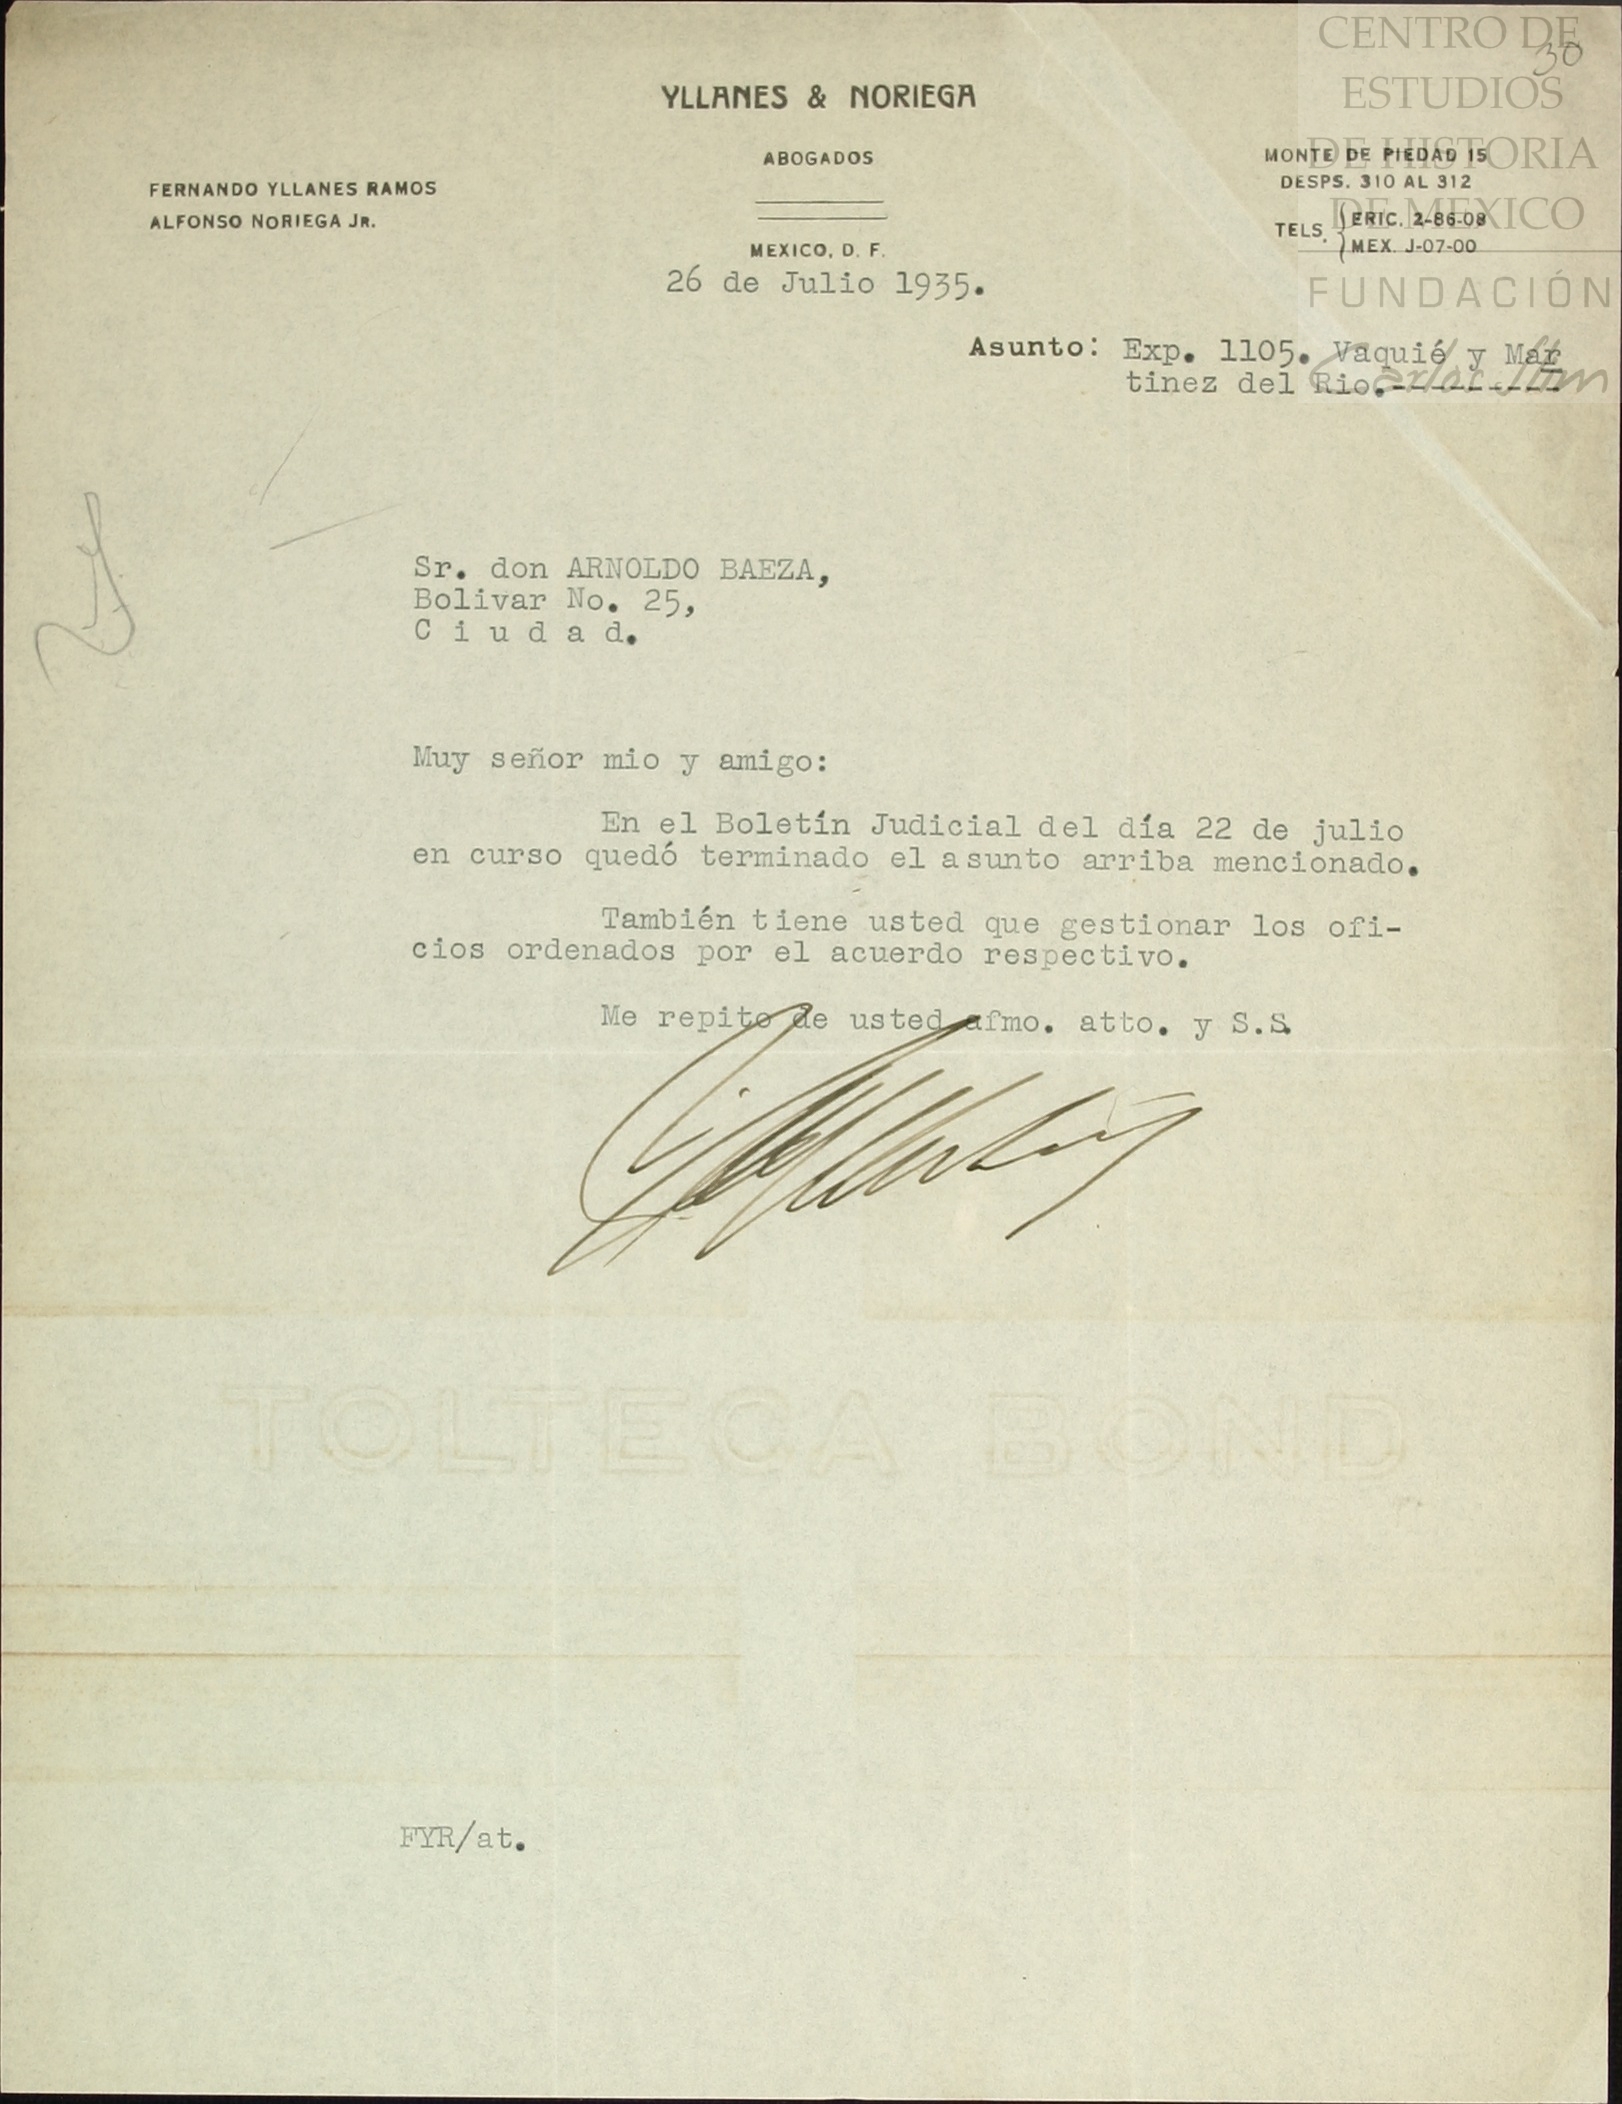 CENTRO DE
ESTUDIOS
DE HISTORIA
DE MEXICO
FUNDACIÓN
Carlos Slim
30
YLLANES & NORIEGA
ABOGADOS
FERNANDO YLLANES RAMOS
ALFONSO NORIEGA JR.
MONTE DE PIEDAD 15
DESPS. 310 AL 312
TELS. ERIC. 2-86-08
MEX. J-07-00
MEXICO, D. F.
26 de Julio 1935.
Asunto: Exp. 1105. Vaquié y Mar
tinez del Rio.---------
Sr. don ARNOLDO BAEZA,
Bolivar No. 25,
C i u d a d.
Muy señor mio y amigo:
En el Boletín Judicial del día 22 de julio
en curso quedó terminado el asunto arriba mencionado.
También tiene usted que gestionar los ofi-
cios ordenados por el acuerdo respectivo.
Me repito de usted afmo. atto. y S.S.
TOLTECA BOND
FYR/at.